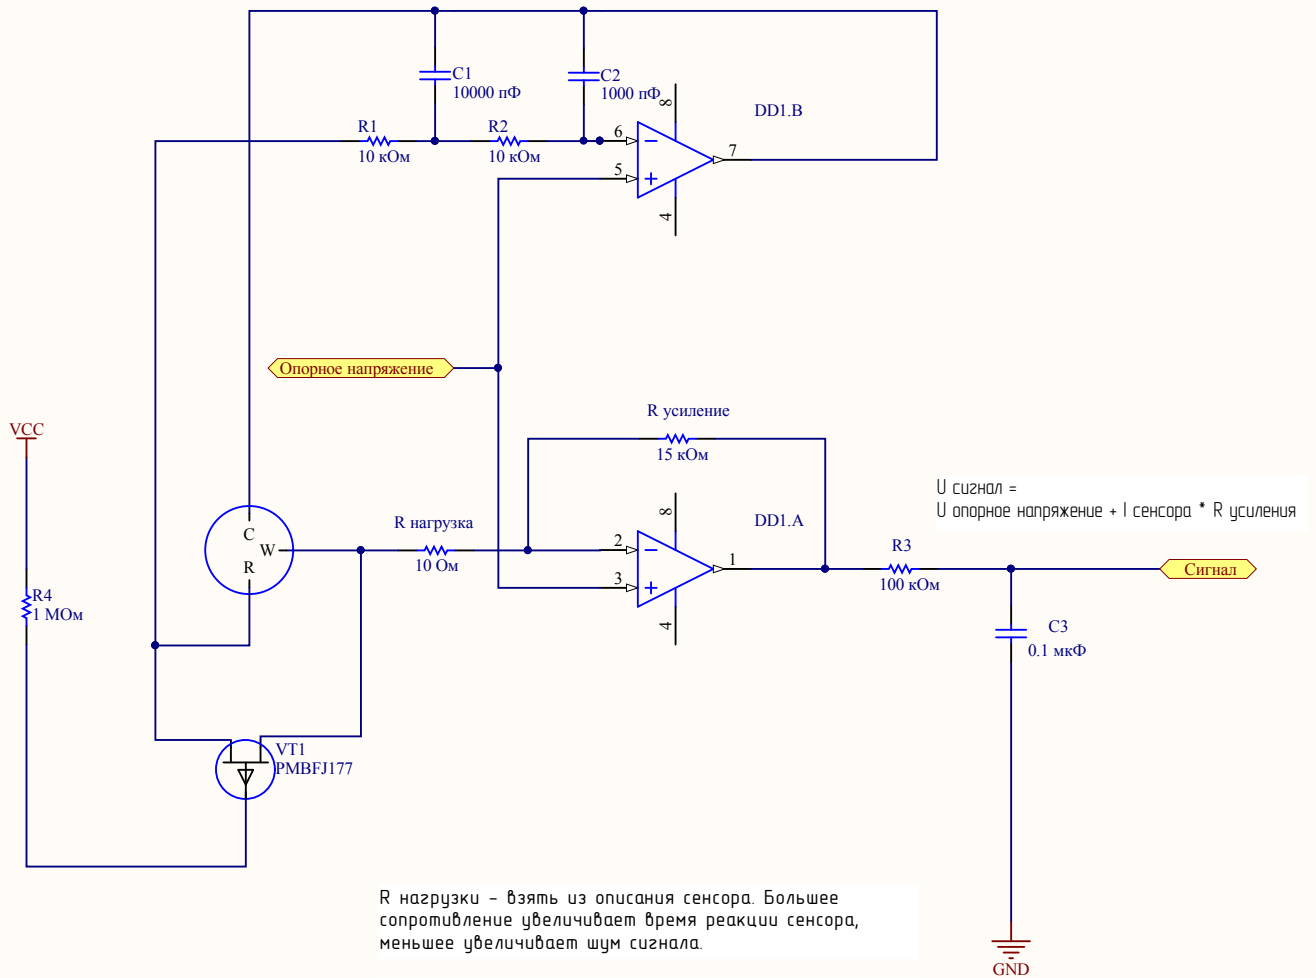 C1
10000 пФ
C2
1000 пФ
8
DD1.B
R1
10 кОм
R2
10 кОм
6
5
7
4
Опорное напряжение
VCC
R усиление
15 кОм
U сигнал =
U опорное напряжение + I сенсора * R усиления
C
W
R
R нагрузка
10 Ом
8
DD1.A
2
3
1
4
R3
100 кОм
Сигнал
R4
1 МОм
C3
0.1 мкФ
VT1
PMBFJ177
R нагрузки - взять из описания сенсора. Большее
сопротивление увеличивает время реакции сенсора,
меньшее увеличивает шум сигнала.
GND